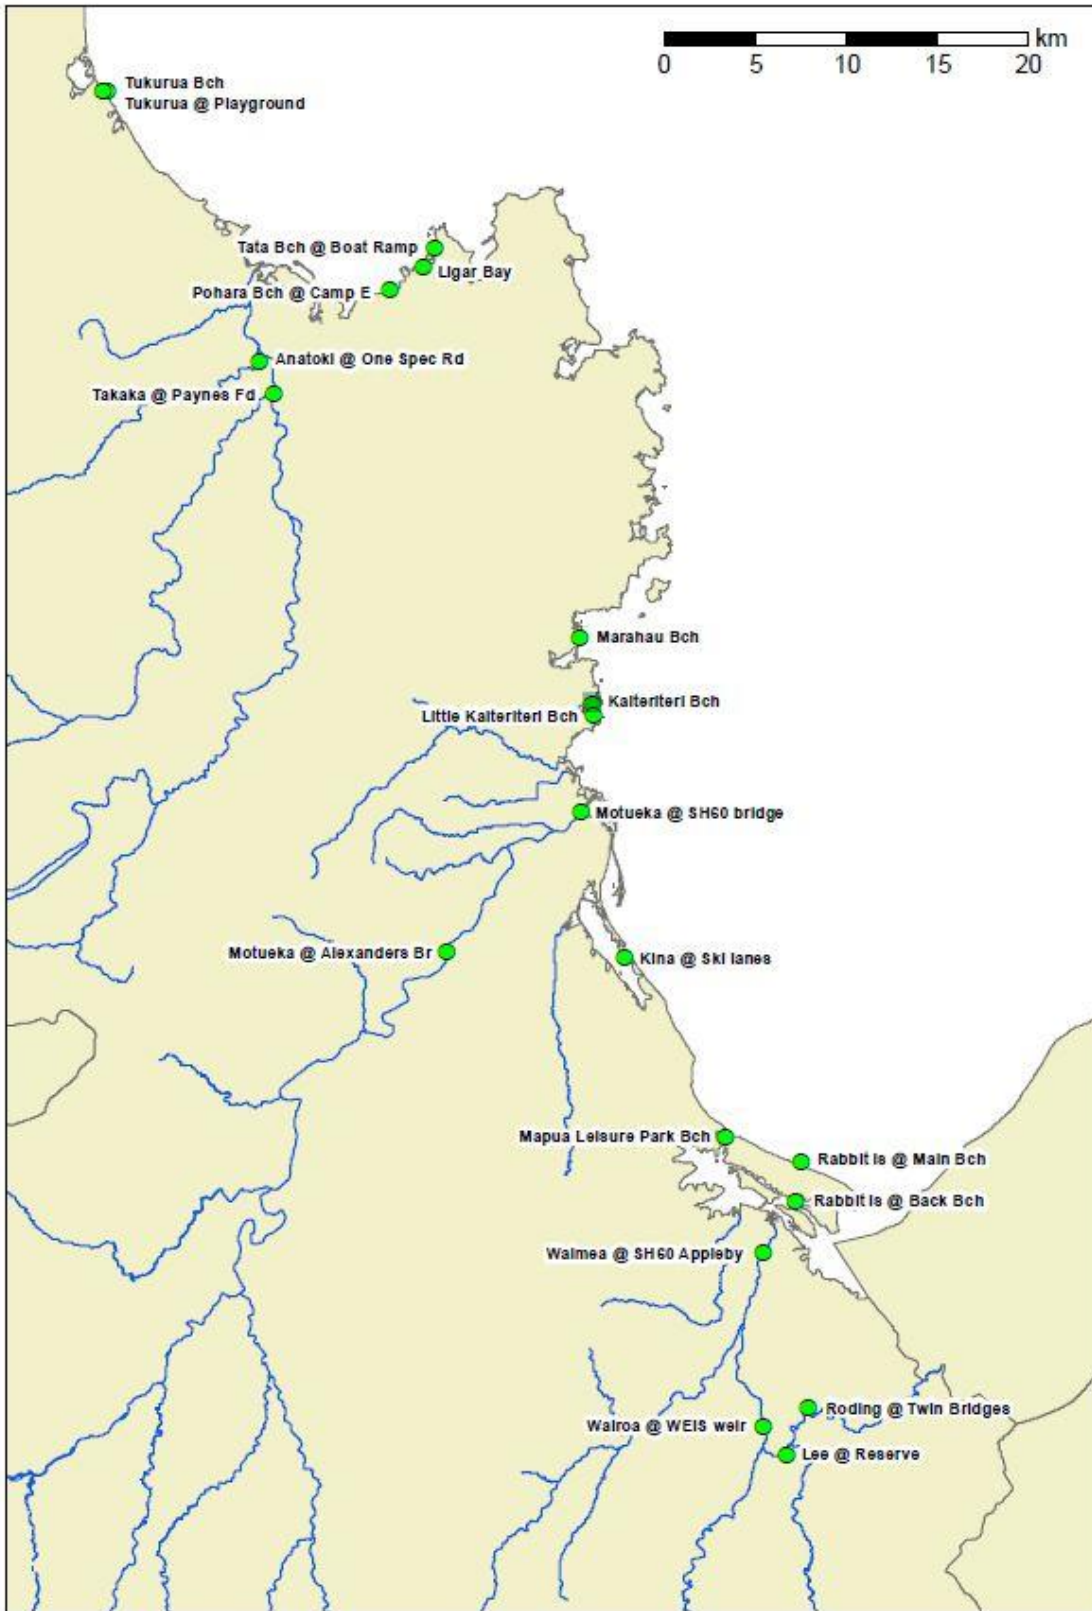 km
0 5 10 15 20
Tukurua Bch
Tukurua @ Playground
Tata Bch @ Boat Ramp
Ligar Bay
Pohara Bch @ Camp E
Anatoki @ One Spec Rd
Takaka @ Paynes Fd
Marahau Bch
Kaiteriteri Bch
Little Kaiteriteri Bch
Motueka @ SH60 bridge
Motueka @ Alexanders Br
Kina @ Ski lanes
Mapua Leisure Park Bch
Rabbit Is @ Main Bch
Rabbit Is @ Back Bch
Waimea @ SH60 Appleby
Roding @ Twin Bridges
Wairoa @ WEIS weir
Lee @ Reserve